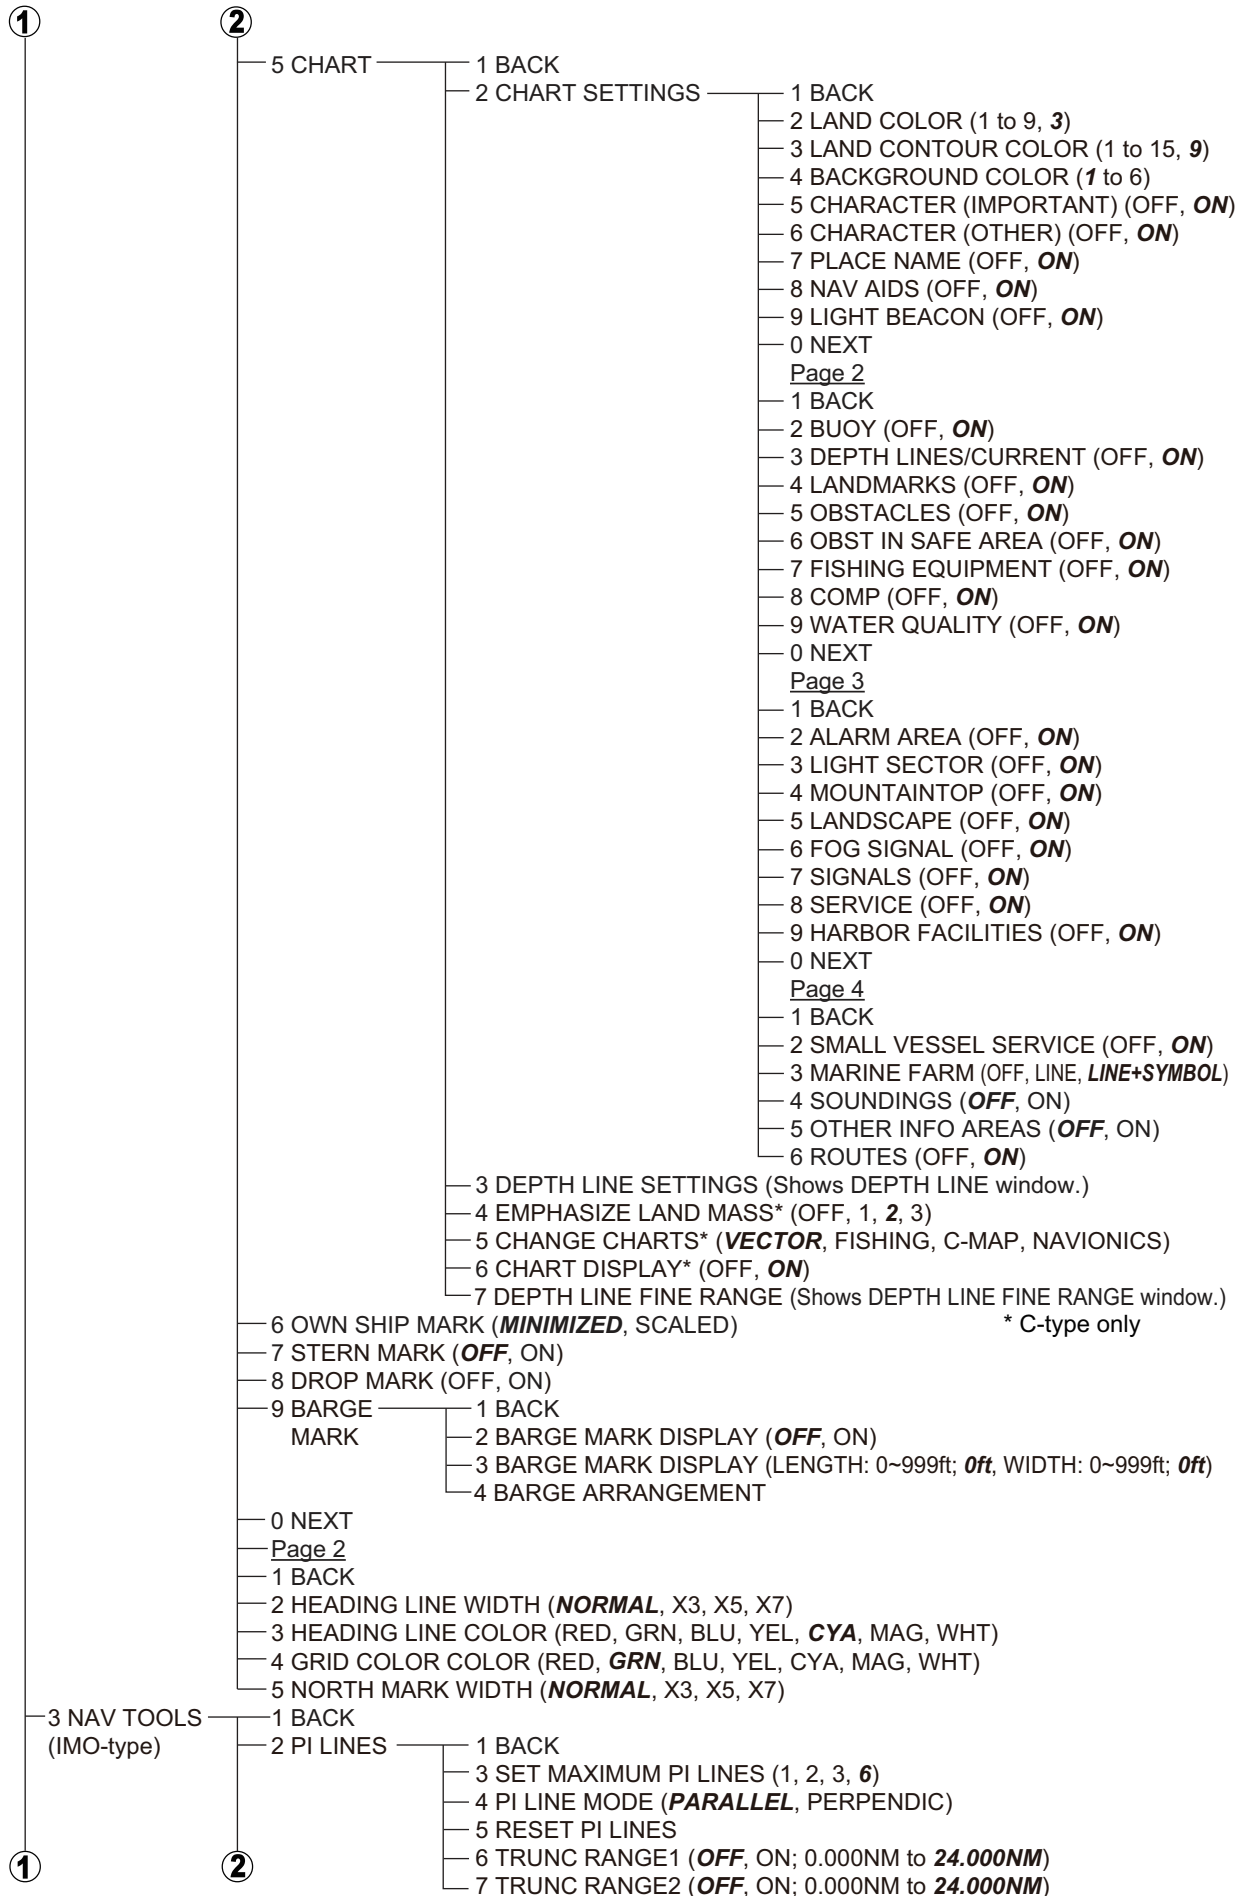 1 2
5 CHART 1 BACK
2 CHART SETTINGS 1 BACK
2 LAND COLOR (1 to 9, 3)
3 LAND CONTOUR COLOR (1 to 15, 9)
4 BACKGROUND COLOR (1 to 6)
5 CHARACTER (IMPORTANT) (OFF, ON)
6 CHARACTER (OTHER) (OFF, ON)
7 PLACE NAME (OFF, ON)
8 NAV AIDS (OFF, ON)
9 LIGHT BEACON (OFF, ON)
0 NEXT
Page 2
1 BACK
2 BUOY (OFF, ON)
3 DEPTH LINES/CURRENT (OFF, ON)
4 LANDMARKS (OFF, ON)
5 OBSTACLES (OFF, ON)
6 OBST IN SAFE AREA (OFF, ON)
7 FISHING EQUIPMENT (OFF, ON)
8 COMP (OFF, ON)
9 WATER QUALITY (OFF, ON)
0 NEXT
Page 3
1 BACK
2 ALARM AREA (OFF, ON)
3 LIGHT SECTOR (OFF, ON)
4 MOUNTAINTOP (OFF, ON)
5 LANDSCAPE (OFF, ON)
6 FOG SIGNAL (OFF, ON)
7 SIGNALS (OFF, ON)
8 SERVICE (OFF, ON)
9 HARBOR FACILITIES (OFF, ON)
0 NEXT
Page 4
1 BACK
2 SMALL VESSEL SERVICE (OFF, ON)
3 MARINE FARM (OFF, LINE, LINE+SYMBOL)
4 SOUNDINGS (OFF, ON)
5 OTHER INFO AREAS (OFF, ON)
6 ROUTES (OFF, ON)
3 DEPTH LINE SETTINGS (Shows DEPTH LINE window.)
4 EMPHASIZE LAND MASS* (OFF, 1, 2, 3)
5 CHANGE CHARTS* (VECTOR, FISHING, C-MAP, NAVIONICS)
6 CHART DISPLAY* (OFF, ON)
7 DEPTH LINE FINE RANGE (Shows DEPTH LINE FINE RANGE window.)
6 OWN SHIP MARK (MINIMIZED, SCALED) * C-type only
7 STERN MARK (OFF, ON)
8 DROP MARK (OFF, ON)
9 BARGE 1 BACK
MARK 2 BARGE MARK DISPLAY (OFF, ON)
3 BARGE MARK DISPLAY (LENGTH: 0~999ft; 0ft, WIDTH: 0~999ft; 0ft)
4 BARGE ARRANGEMENT
0 NEXT
Page 2
1 BACK
2 HEADING LINE WIDTH (NORMAL, X3, X5, X7)
3 HEADING LINE COLOR (RED, GRN, BLU, YEL, CYA, MAG, WHT)
4 GRID COLOR COLOR (RED, GRN, BLU, YEL, CYA, MAG, WHT)
5 NORTH MARK WIDTH (NORMAL, X3, X5, X7)
3 NAV TOOLS 1 BACK
(IMO-type) 2 PI LINES 1 BACK
3 SET MAXIMUM PI LINES (1, 2, 3, 6)
4 PI LINE MODE (PARALLEL, PERPENDIC)
5 RESET PI LINES
1 2 6 TRUNC RANGE1 (OFF, ON; 0.000NM to 24.000NM)
7 TRUNC RANGE2 (OFF, ON; 0.000NM to 24.000NM)